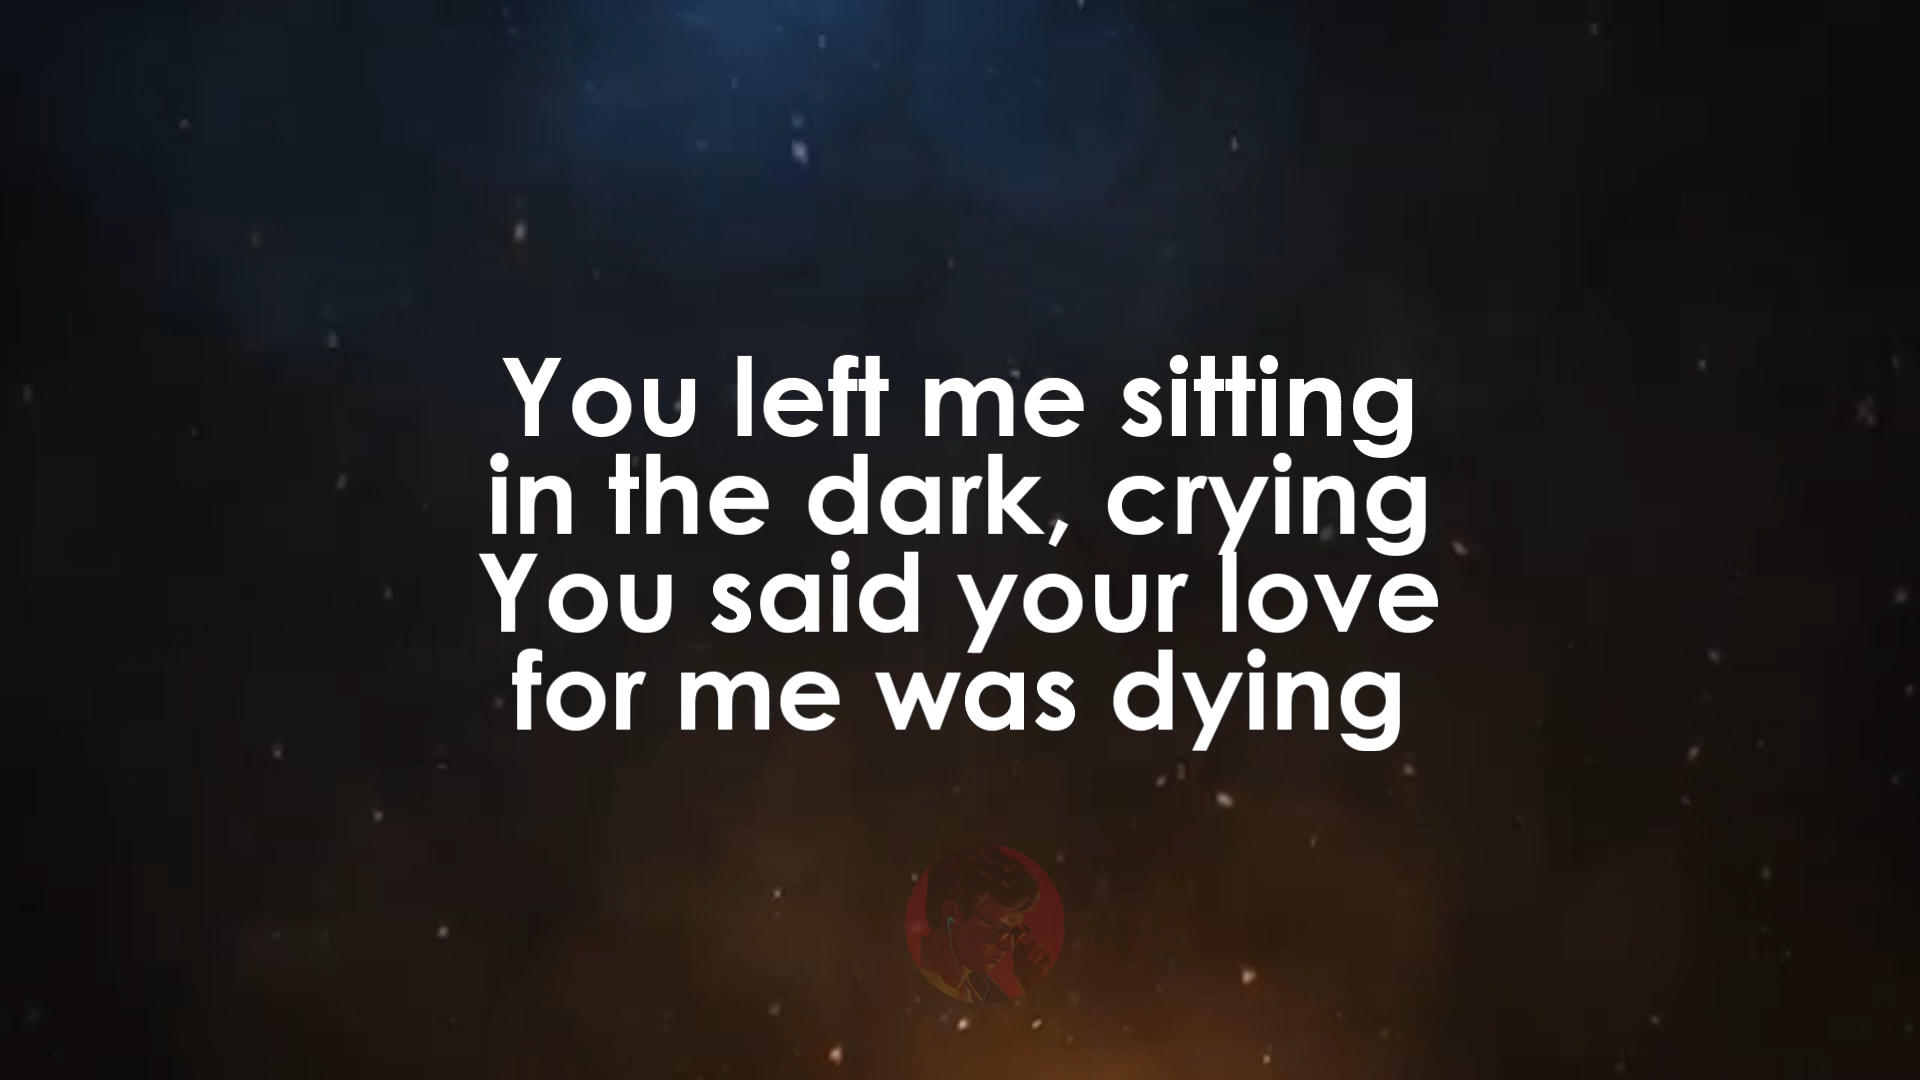 You left me sitting
in the dark, crying
You said your love
for me was dying